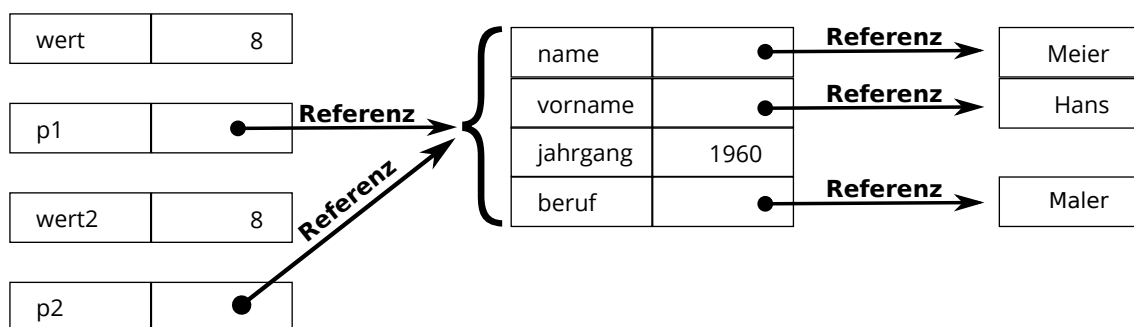 wert 8
p1 Referenz
wert2 8
p2 Referenz
name Referenz Meier
vorname Referenz Hans
jahrgang 1960
beruf Referenz Maler